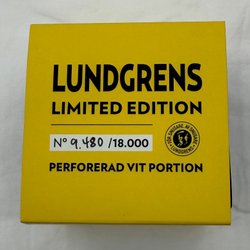 LUNDGRENS
LIMITED EDITION
Nº 9.480 /18.000
PERFORERAD VIT PORTION